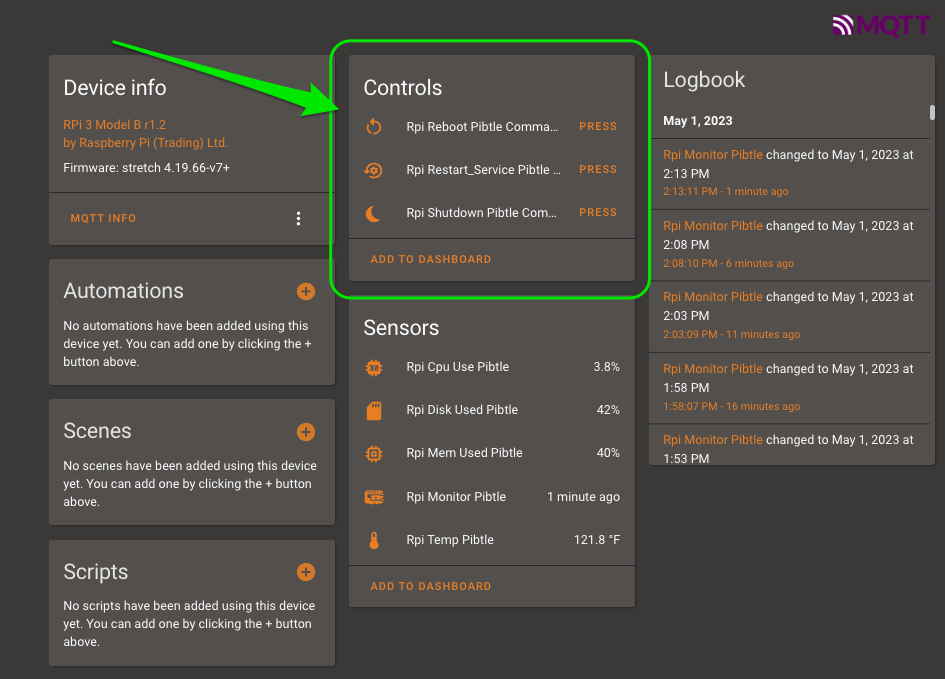 MQTT
Device info
RPi 3 Model B r1.2
by Raspberry Pi (Trading) Ltd.
Firmware: stretch 4.19.66-v7+
MQTT INFO
Automations
No automations have been added using this
device yet. You can add one by clicking the +
button above.
Scenes
No scenes have been added using this device
yet. You can add one by clicking the + button
above.
Scripts
No scripts have been added using this device
yet. You can add one by clicking the + button
above.
Controls
Rpi Reboot Pibtle Comma... PRESS
Rpi Restart_Service Pibtle ... PRESS
Rpi Shutdown Pibtle Com... PRESS
ADD TO DASHBOARD
Sensors
Rpi Cpu Use Pibtle 3.8%
Rpi Disk Used Pibtle 42%
Rpi Mem Used Pibtle 40%
Rpi Monitor Pibtle 1 minute ago
Rpi Temp Pibtle 121.8 °F
ADD TO DASHBOARD
Logbook
May 1, 2023
Rpi Monitor Pibtle changed to May 1, 2023 at
2:13 PM
2:13:11 PM - 1 minute ago
Rpi Monitor Pibtle changed to May 1, 2023 at
2:08 PM
2:08:10 PM - 6 minutes ago
Rpi Monitor Pibtle changed to May 1, 2023 at
2:03 PM
2:03:09 PM - 11 minutes ago
Rpi Monitor Pibtle changed to May 1, 2023 at
1:58 PM
1:58:07 PM - 16 minutes ago
Rpi Monitor Pibtle changed to May 1, 2023 at
1:53 PM